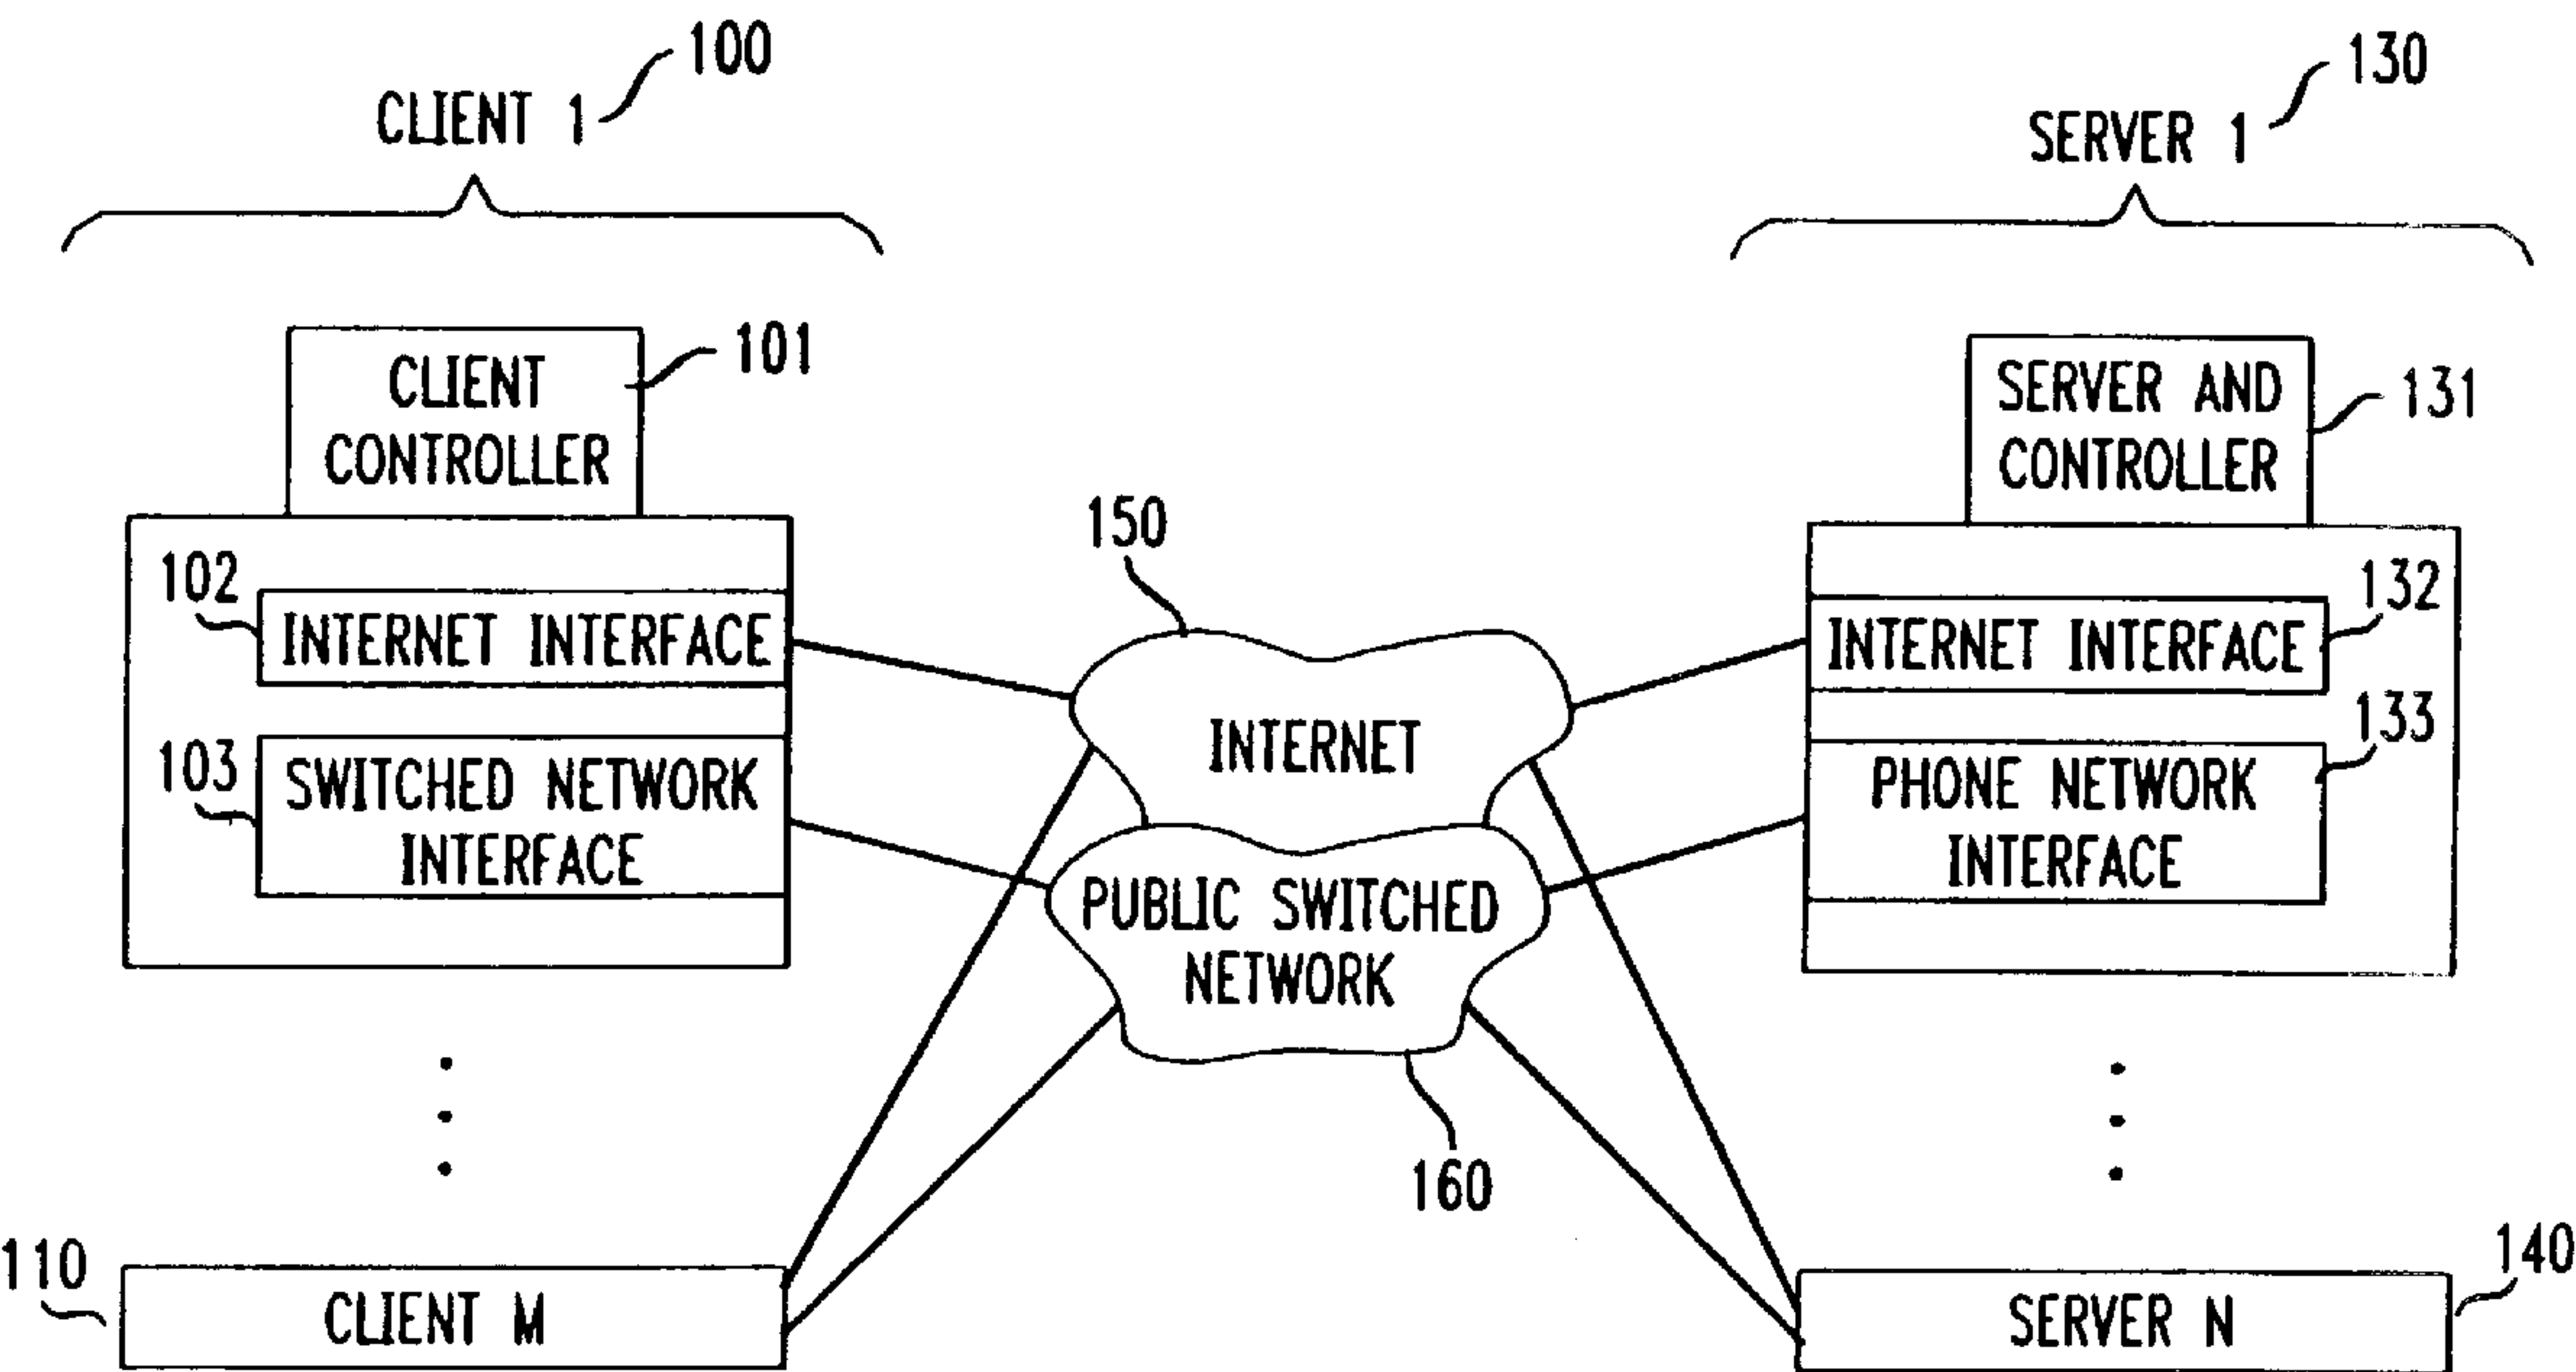 100
CLIENT 1
130
SERVER 1
CLIENT
CONTROLLER
101
SERVER AND
CONTROLLER
131
102
INTERNET INTERFACE
103
SWITCHED NETWORK
INTERFACE
150
INTERNET
PUBLIC SWITCHED
NETWORK
160
132
INTERNET INTERFACE
133
PHONE NETWORK
INTERFACE
110
CLIENT M
140
SERVER N